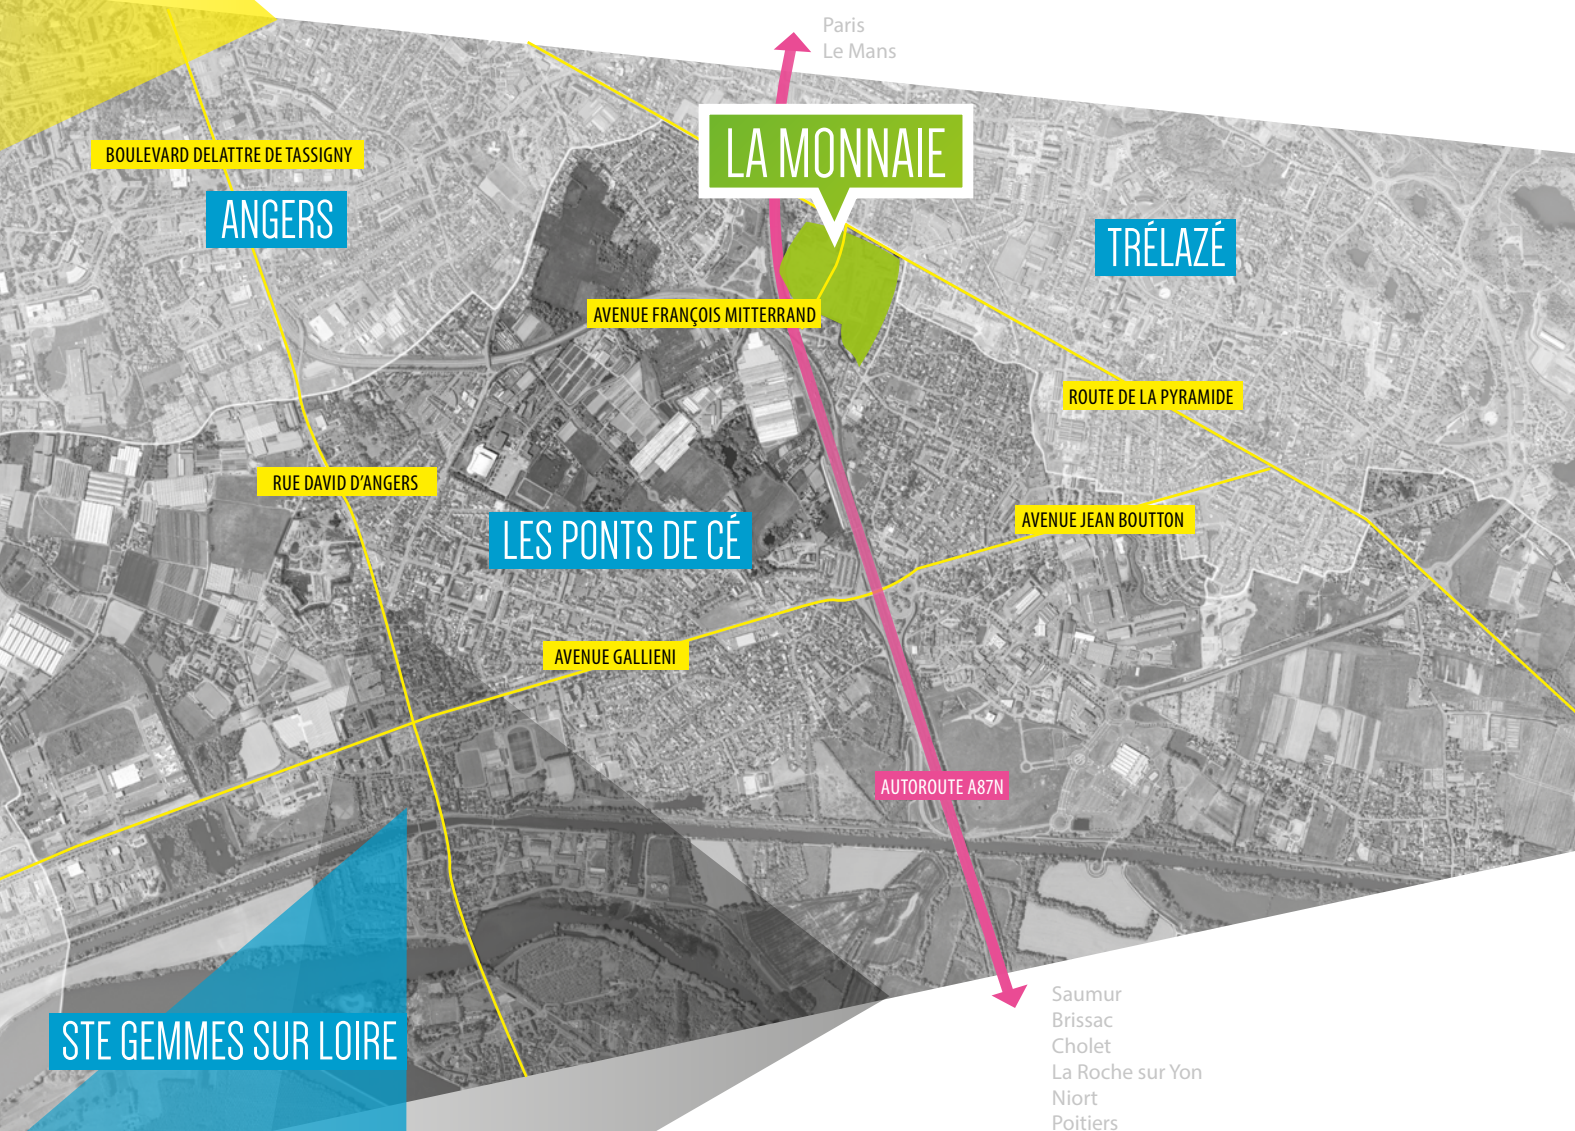 Paris
Le Mans
LA MONNAIE
BOULEVARD DELATTRE DE TASSIGNY
ANGERS
TRÉLAZÉ
AVENUE FRANÇOIS MITTERRAND
ROUTE DE LA PYRAMIDE
RUE DAVID D'ANGERS
LES PONTS DE CÉ
AVENUE JEAN BOUTTON
AVENUE GALLIENI
AUTOROUTE A87N
STE GEMMES SUR LOIRE
Saumur
Brissac
Cholet
La Roche sur Yon
Niort
Poitiers